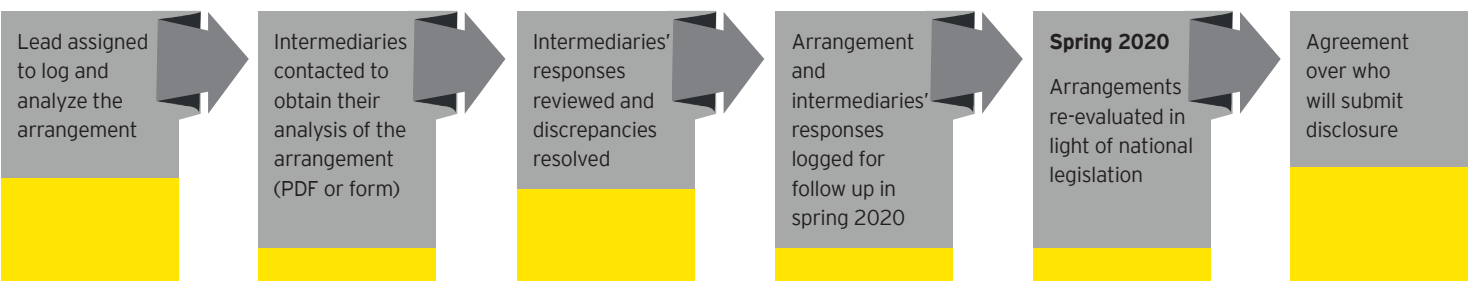 Lead assigned
to log and
analyze the
arrangement
Intermediaries
contacted to
obtain their
analysis of the
arrangement
(PDF or form)
Intermediaries’
responses
reviewed and
discrepancies
resolved
Arrangement
and
intermediaries’
responses
logged for
follow up in
spring 2020
Spring 2020
Arrangements
re-evaluated in
light of national
legislation
Agreement
over who
will submit
disclosure